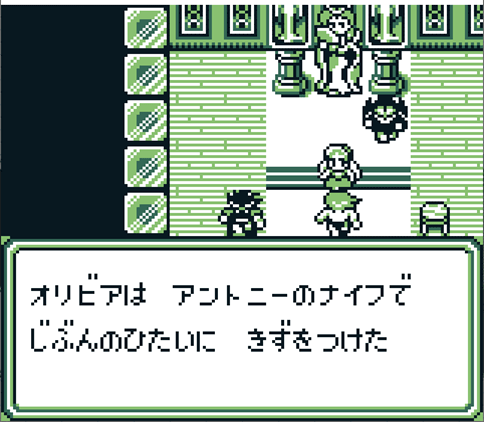 オリビアは　アントニーのナイフで
じぶんのひたいに　きずをつけた